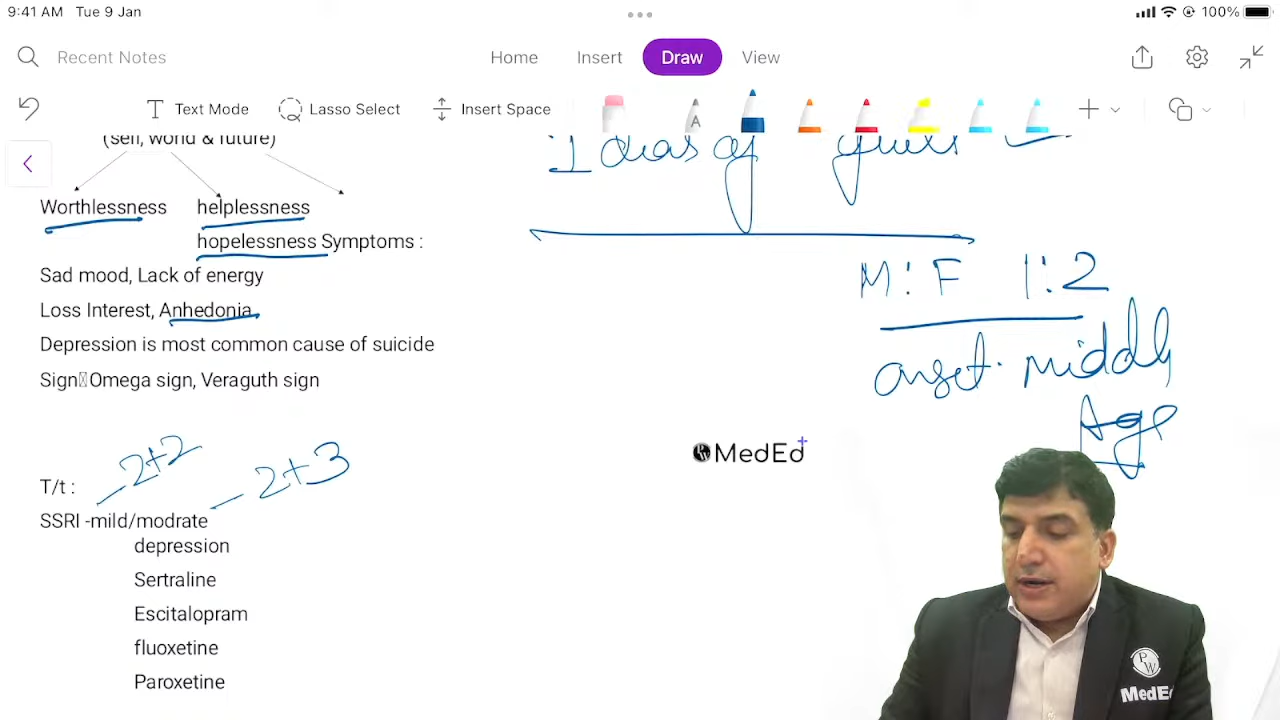 9:41 AM Tue 9 Jan
100%
Recent Notes
Home Insert Draw View
Text Mode Lasso Select Insert Space
A
(self, world & future)
Ideas of guilt
Worthlessness helplessness
hopelessness Symptoms :
M:F 1:2
Sad mood, Lack of energy
Loss Interest, Anhedonia
Depression is most common cause of suicide
onset. middle
Age
Sign Omega sign, Veraguth sign
2+2 2+3
PW MedEd
T/t :
SSRI -mild/modrate
depression
Sertraline
Escitalopram
fluoxetine
Paroxetine
PW
MedEd